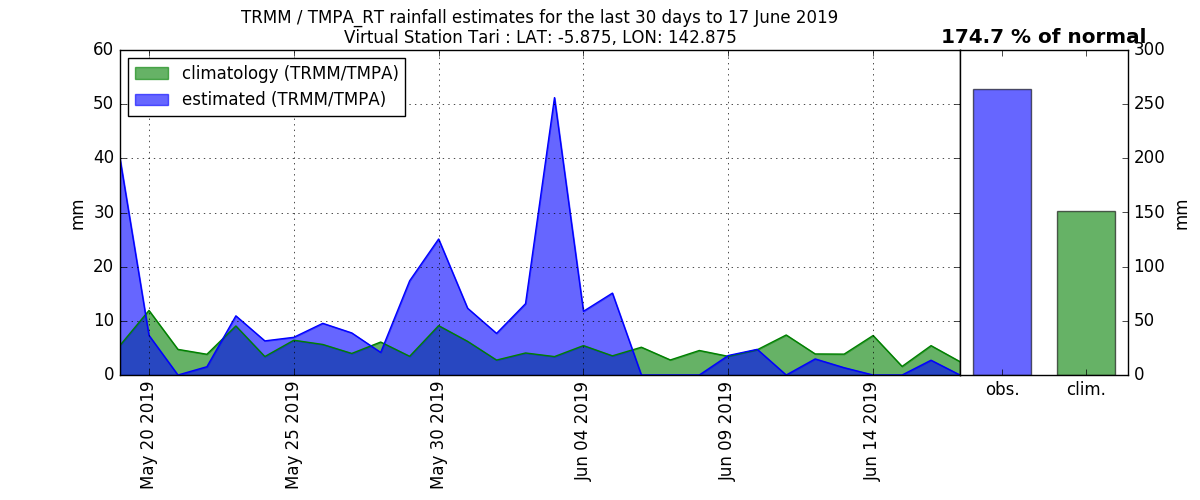 TRMM / TMPA_RT rainfall estimates for the last 30 days to 17 June 2019
Virtual Station Tari : LAT: -5.875, LON: 142.875
174.7 % of normal
climatology (TRMM/TMPA)
estimated (TRMM/TMPA)
60
50
40
30
20
10
0
mm
May 20 2019
May 25 2019
May 30 2019
Jun 04 2019
Jun 09 2019
Jun 14 2019
300
250
200
150
100
50
0
mm
obs.
clim.